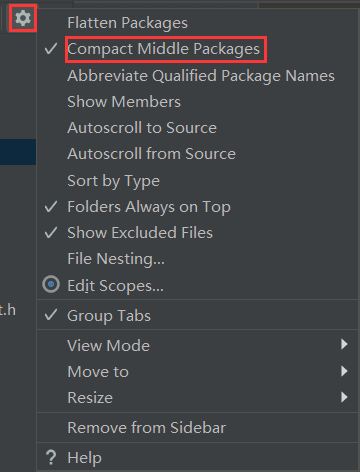 Flatten Packages
Compact Middle Packages
Abbreviate Qualified Package Names
Show Members
Autoscroll to Source
Autoscroll from Source
Sort by Type
Folders Always on Top
Show Excluded Files
File Nesting...
Edit Scopes...
t.h
Group Tabs
View Mode
Move to
Resize
Remove from Sidebar
? Help